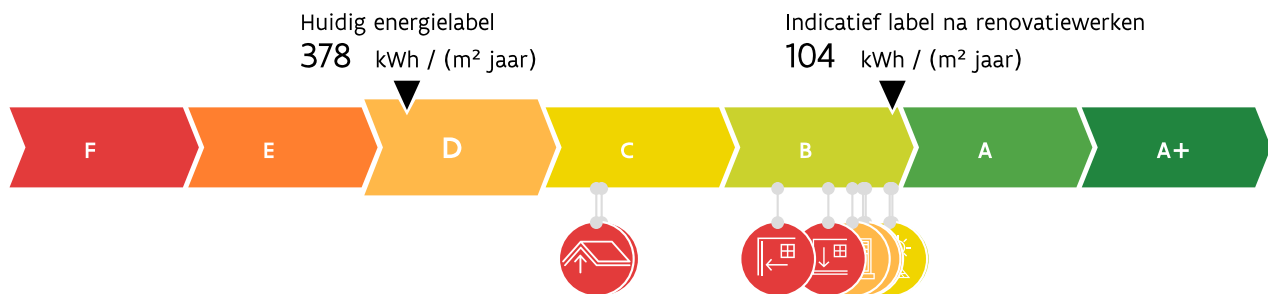 Huidig energielabel
378 kWh / (m² jaar)
Indicatief label na renovatiewerken
104 kWh / (m² jaar)
F E D C B A A+